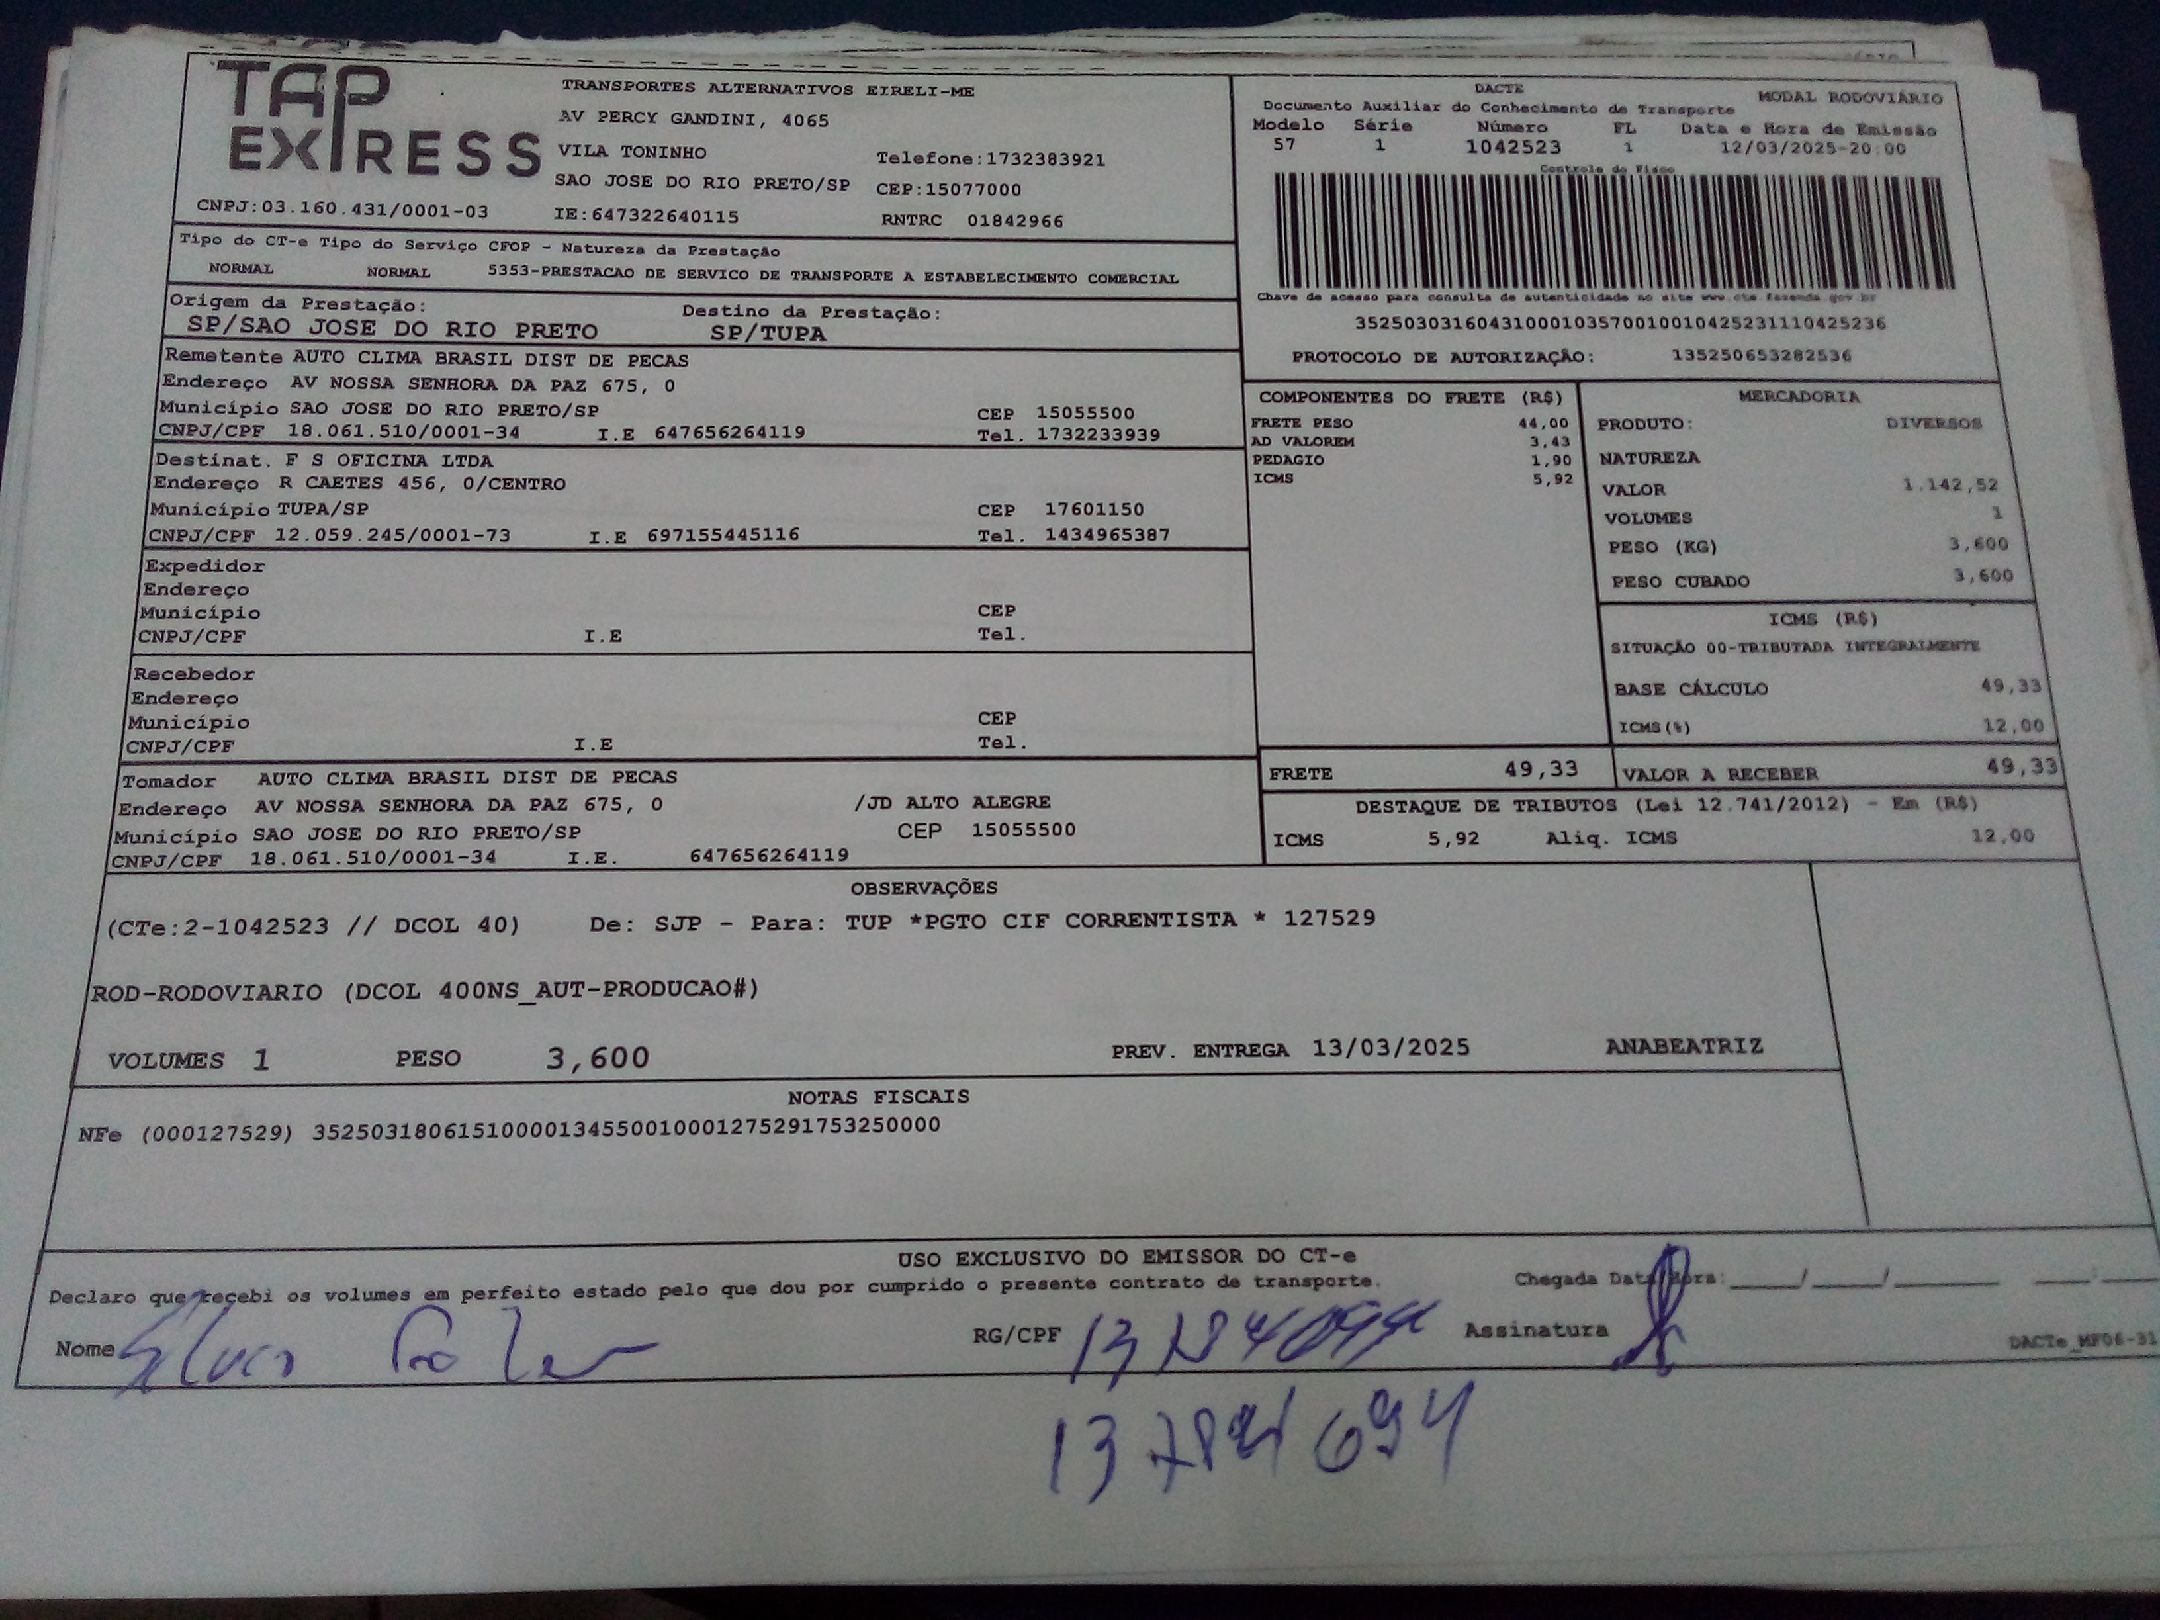 TAP EXPRESS
TRANSPORTES ALTERNATIVOS EIRELI-ME
AV PERCY GANDINI, 4065
VILA TONINHO Telefone:1732383921
SAO JOSE DO RIO PRETO/SP CEP:15077000
CNPJ:03.160.431/0001-03 IE:647322640115 RNTRC 01842966
DACTE MODAL RODOVIÁRIO
Documento Auxiliar do Conhecimento de Transporte
Modelo Série Número FL Data e Hora de Emissão
57 1 1042523 1 12/03/2025-20:00
Controle do Fisco
Chave de acesso para consulta de autenticidade no site www.cte.fazenda.gov.br
35250303160431000103570010010425231110425236
PROTOCOLO DE AUTORIZAÇÃO: 135250653282536
Tipo do CT-e Tipo do Serviço CFOP - Natureza da Prestação
NORMAL NORMAL 5353-PRESTACAO DE SERVICO DE TRANSPORTE A ESTABELECIMENTO COMERCIAL
Origem da Prestação: Destino da Prestação:
SP/SAO JOSE DO RIO PRETO SP/TUPA
Remetente AUTO CLIMA BRASIL DIST DE PECAS
Endereço AV NOSSA SENHORA DA PAZ 675, 0
Município SAO JOSE DO RIO PRETO/SP CEP 15055500
CNPJ/CPF 18.061.510/0001-34 I.E 647656264119 Tel. 1732233939
Destinat. F S OFICINA LTDA
Endereço R CAETES 456, 0/CENTRO
Município TUPA/SP CEP 17601150
CNPJ/CPF 12.059.245/0001-73 I.E 697155445116 Tel. 1434965387
Expedidor
Endereço
Município CEP
CNPJ/CPF I.E Tel.
Recebedor
Endereço
Município CEP
CNPJ/CPF I.E Tel.
Tomador AUTO CLIMA BRASIL DIST DE PECAS
Endereço AV NOSSA SENHORA DA PAZ 675, 0 /JD ALTO ALEGRE
Município SAO JOSE DO RIO PRETO/SP CEP 15055500
CNPJ/CPF 18.061.510/0001-34 I.E. 647656264119
COMPONENTES DO FRETE (R$)
FRETE PESO 44,00
AD VALOREM 3,43
PEDAGIO 1,90
ICMS 5,92
MERCADORIA
PRODUTO: DIVERSOS
NATUREZA
VALOR 1.142,52
VOLUMES 1
PESO (KG) 3,600
PESO CUBADO 3,600
ICMS (R$)
SITUAÇÃO 00-TRIBUTADA INTEGRALMENTE
BASE CÁLCULO 49,33
ICMS(%) 12,00
FRETE 49,33 VALOR A RECEBER 49,33
DESTAQUE DE TRIBUTOS (Lei 12.741/2012) - Em (R$)
ICMS 5,92 Aliq. ICMS 12,00
OBSERVAÇÕES
(CTe:2-1042523 // DCOL 40) De: SJP - Para: TUP *PGTO CIF CORRENTISTA * 127529
ROD-RODOVIARIO (DCOL 400NS_AUT-PRODUCAO#)
VOLUMES 1 PESO 3,600 PREV. ENTREGA 13/03/2025 ANABEATRIZ
NOTAS FISCAIS
NFe (000127529) 35250318061510000134550010001275291753250000
USO EXCLUSIVO DO EMISSOR DO CT-e
Declaro que recebi os volumes em perfeito estado pelo que dou por cumprido o presente contrato de transporte. Chegada Data/Hora:
Nome RG/CPF Assinatura
DACTe_MF06-31